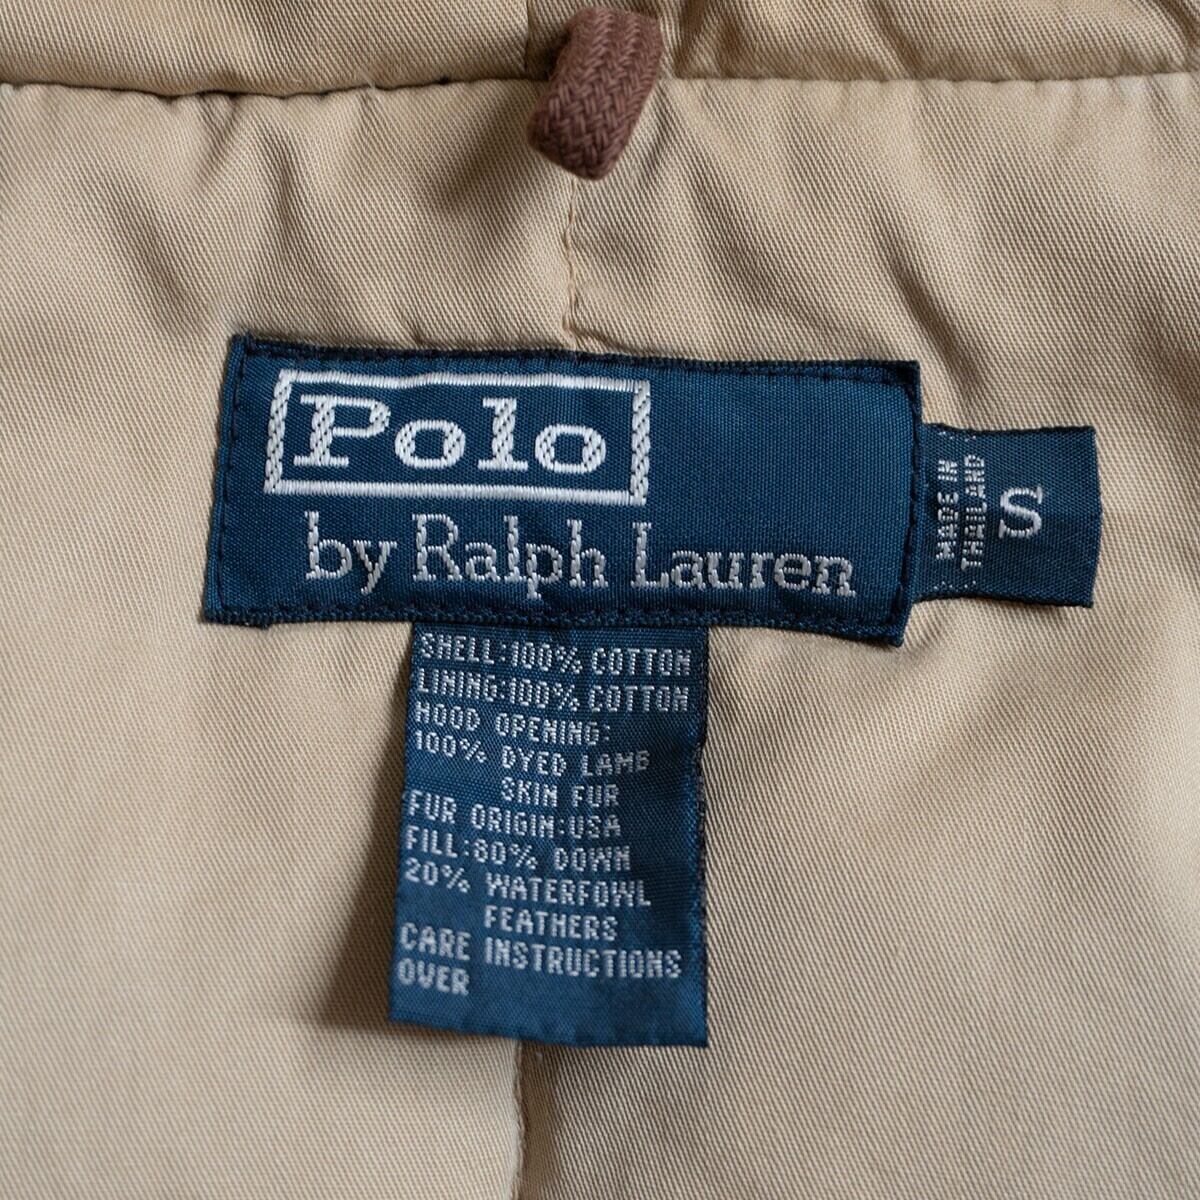 Polo
by Ralph Lauren
MADE IN
THAILAND
S
SHELL:100% COTTON
LINING:100% COTTON
HOOD OPENING:
100% DYED LAMB
SKIN FUR
FUR ORIGIN:USA
FILL:80% DOWN
20% WATERFOWL
FEATHERS
CARE INSTRUCTIONS
OVER